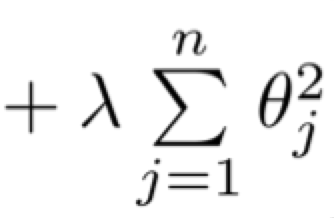 + λ ∑_{j=1}^{n} θ_j^2